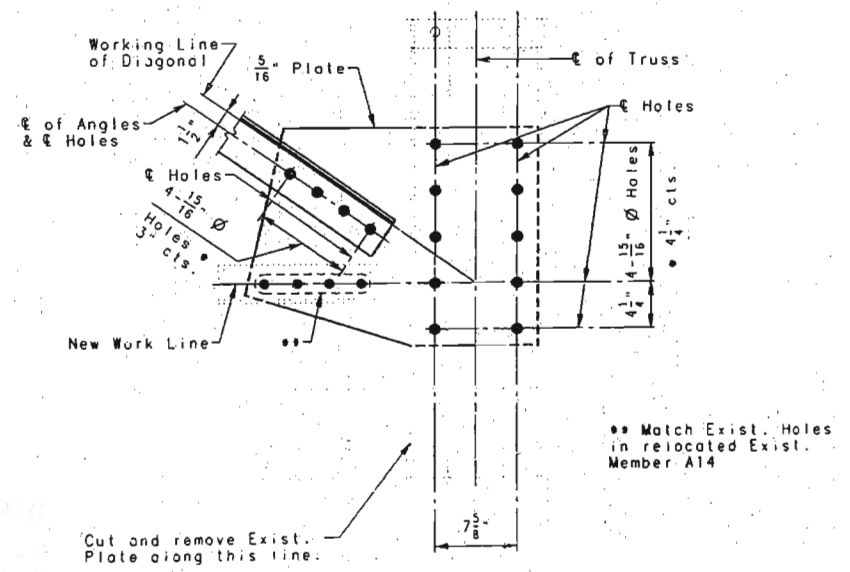 Working Line
of Diagonal
5/16" Plate
℄ of Truss
℄ Holes
℄ of Angles
& ℄ Holes
1 1/2"
℄ Holes
4-15/16" Ø
Holes *
3" cts.
4-15/16" Ø Holes
* 4 1/4" cts.
4 1/4"
New Work Line
**
** Match Exist. Holes
in relocated Exist.
Member A14
7 5/8"
Cut and remove Exist.
Plate along this line.